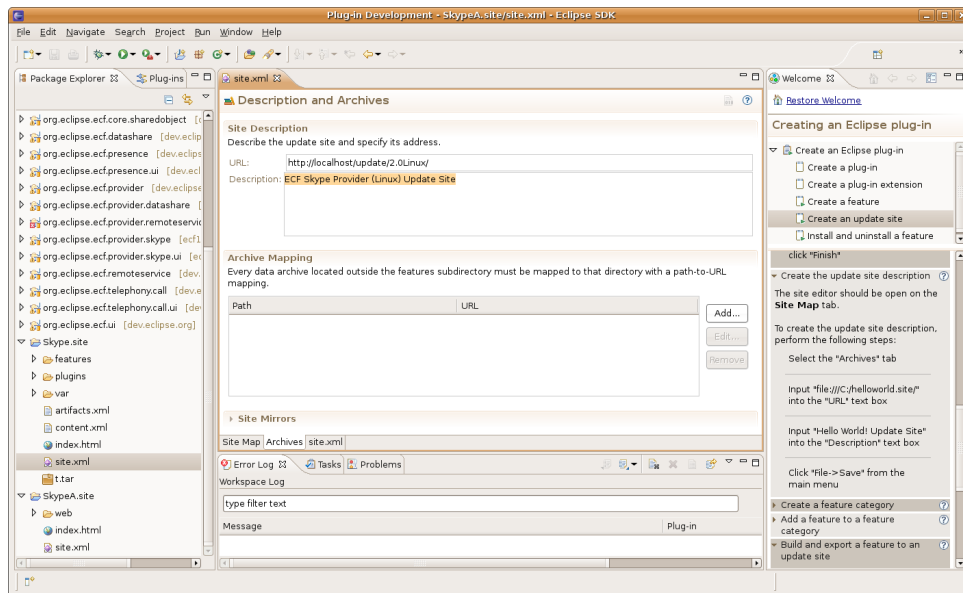 Plug-in Development - SkypeA.site/site.xml - Eclipse SDK
File Edit Navigate Search Project Run Window Help
Package Explorer
Plug-ins
org.eclipse.ecf.core.sharedobject
org.eclipse.ecf.datashare [dev.eclip
org.eclipse.ecf.presence [dev.eclips
org.eclipse.ecf.presence.ui [dev.ecl
org.eclipse.ecf.provider [dev.eclipse
org.eclipse.ecf.provider.datashare [
org.eclipse.ecf.provider.remoteservic
org.eclipse.ecf.provider.skype [ecf1
org.eclipse.ecf.provider.skype.ui [ec
org.eclipse.ecf.remoteservice [dev.
org.eclipse.ecf.telephony.call [dev.e
org.eclipse.ecf.telephony.call.ui [de
org.eclipse.ecf.ui [dev.eclipse.org]
Skype.site
features
plugins
var
artifacts.xml
content.xml
index.html
site.xml
t.tar
SkypeA.site
web
index.html
site.xml
site.xml
Description and Archives
Site Description
Describe the update site and specify its address.
URL: http://localhost/update/2.0Linux/
Description: ECF Skype Provider (Linux) Update Site
Archive Mapping
Every data archive located outside the features subdirectory must be mapped to that directory with a path-to-URL
mapping.
Path URL
Add...
Edit...
Remove
Site Mirrors
Site Map Archives site.xml
Error Log Tasks Problems
Workspace Log
type filter text
Message Plug-in
Welcome
Restore Welcome
Creating an Eclipse plug-in
Create an Eclipse plug-in
Create a plug-in
Create a plug-in extension
Create a feature
Create an update site
Install and uninstall a feature
click "Finish"
Create the update site description
The site editor should be open on the
Site Map tab.
To create the update site description,
perform the following steps:
Select the "Archives" tab
Input "file:///C:/helloworld.site/"
into the "URL" text box
Input "Hello World! Update Site"
into the "Description" text box
Click "File->Save" from the
main menu
Create a feature category
Add a feature to a feature
category
Build and export a feature to an
update site